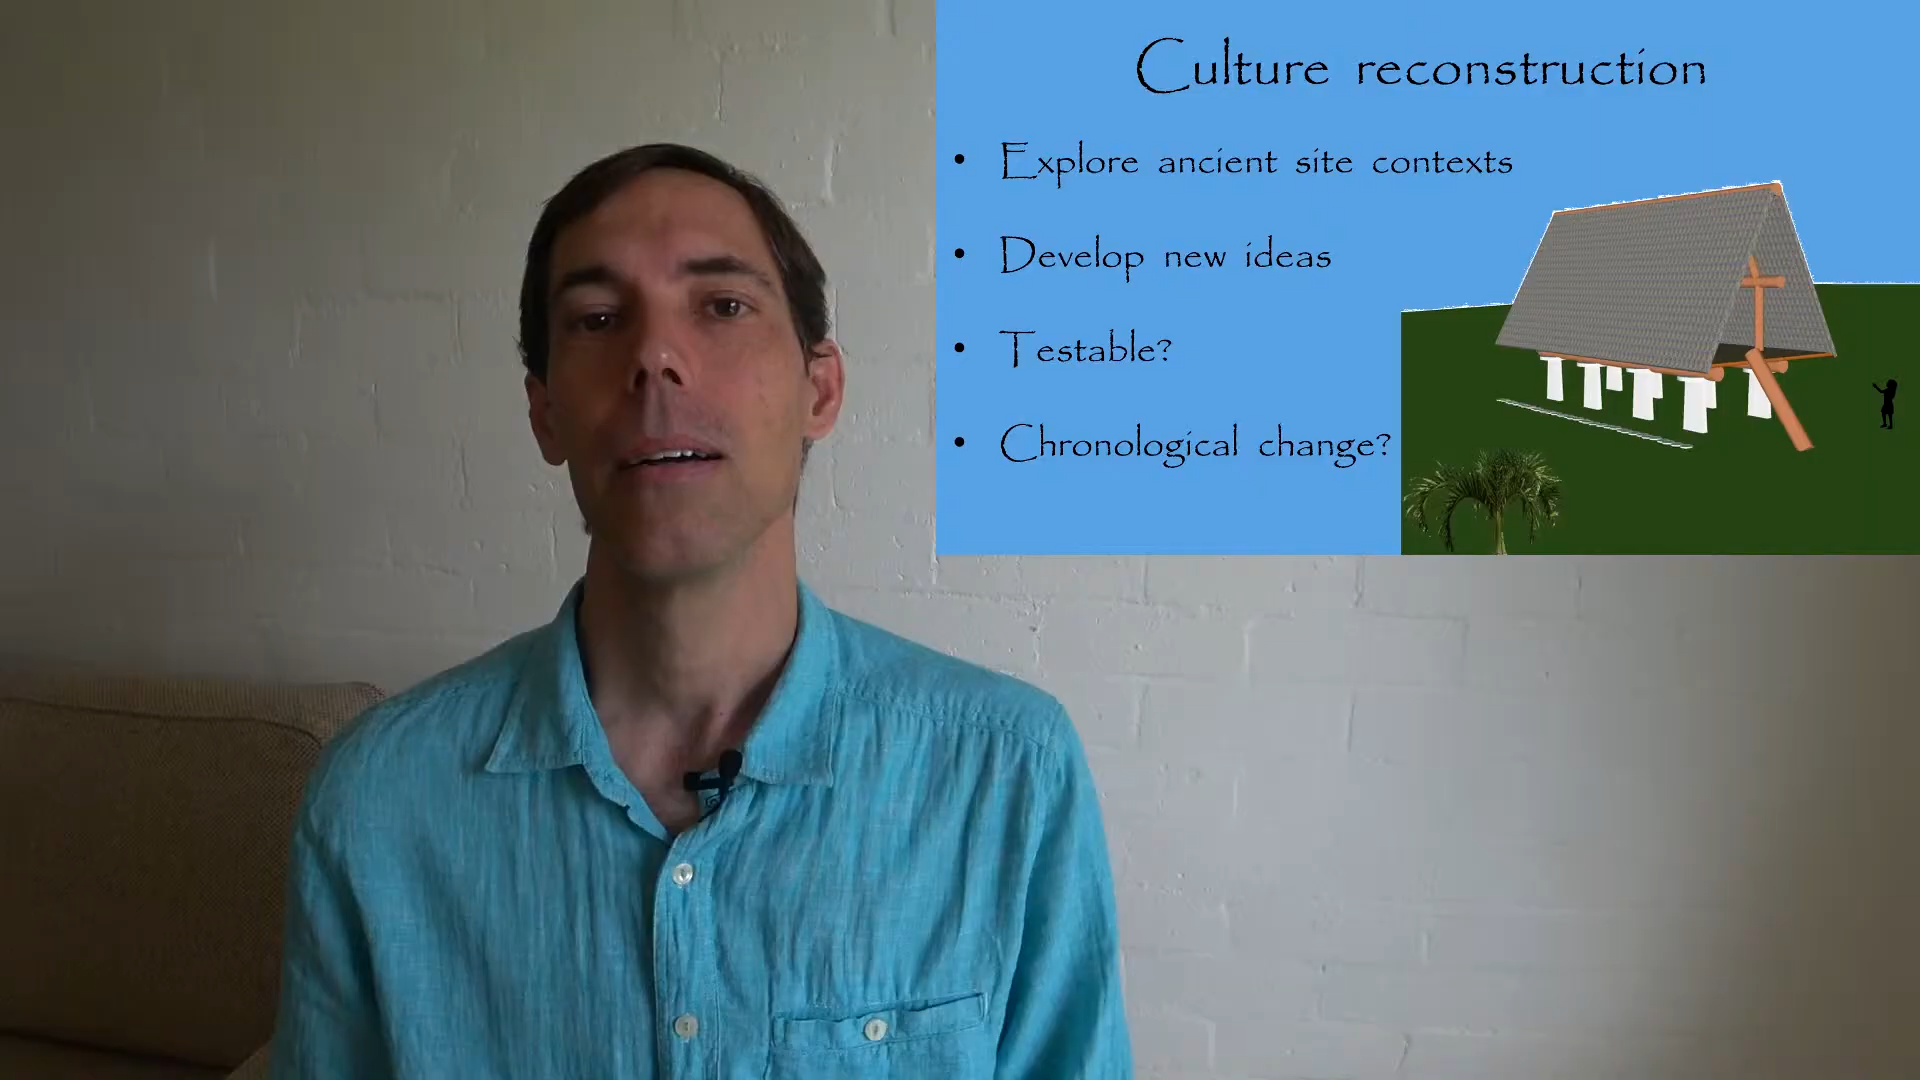 Culture reconstruction
• Explore ancient site contexts
• Develop new ideas
• Testable?
• Chronological change?